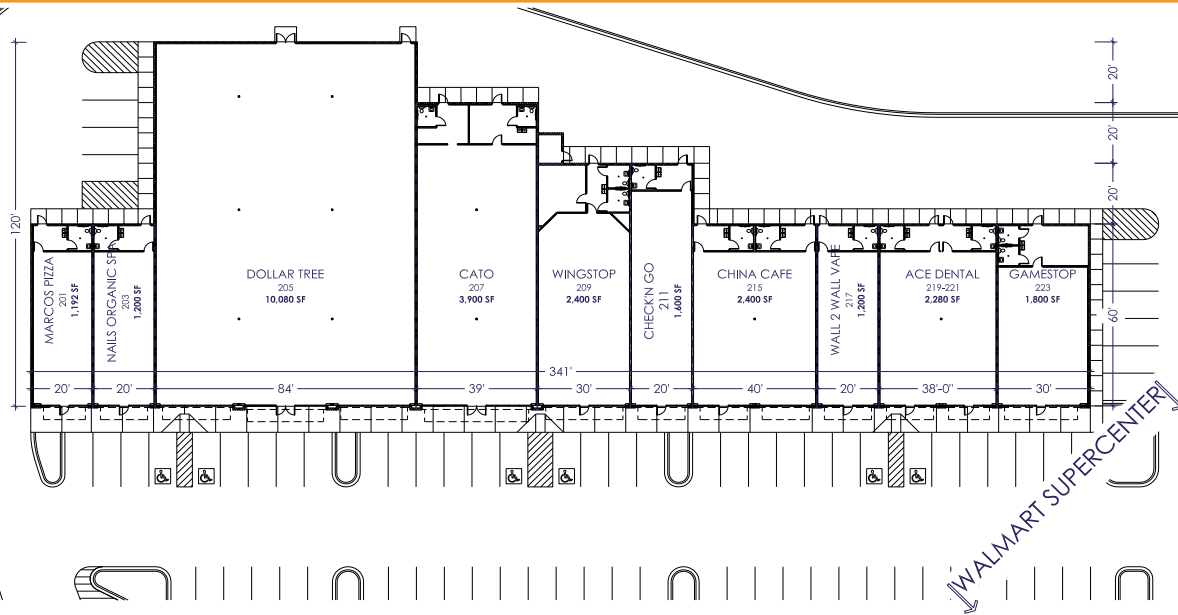 20'
20'
20'
120'
60'
MARCOS PIZZA
201
1,192 SF
NAILS ORGANIC SP
203
1,200 SF
DOLLAR TREE
205
10,080 SF
CATO
207
3,900 SF
WINGSTOP
209
2,400 SF
CHECK'N GO
211
1,600 SF
CHINA CAFE
215
2,400 SF
WALL 2 WALL VAPE
217
1,200 SF
ACE DENTAL
219-221
2,280 SF
GAMESTOP
223
1,800 SF
341'
20'
20'
84'
39'
30'
20'
40'
20'
38'-0"
30'
WALMART SUPERCENTER